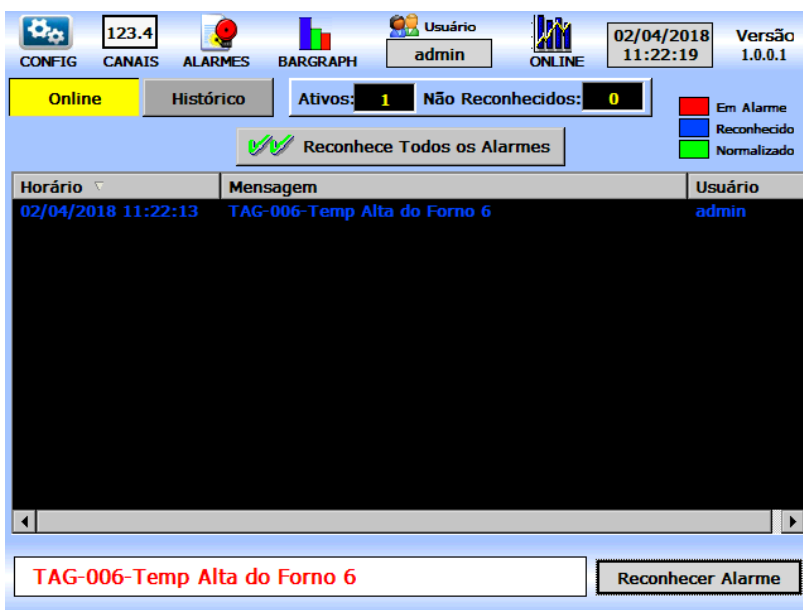 123.4 Usuário 02/04/2018 Versão
CONFIG CANAIS ALARMES BARGRAPH admin ONLINE 11:22:19 1.0.0.1
Online Histórico Ativos: 1 Não Reconhecidos: 0 Em Alarme
Reconhecido
Reconhece Todos os Alarmes Normalizado
Horário Mensagem Usuário
02/04/2018 11:22:13 TAG-006-Temp Alta do Forno 6 admin
TAG-006-Temp Alta do Forno 6 Reconhecer Alarme